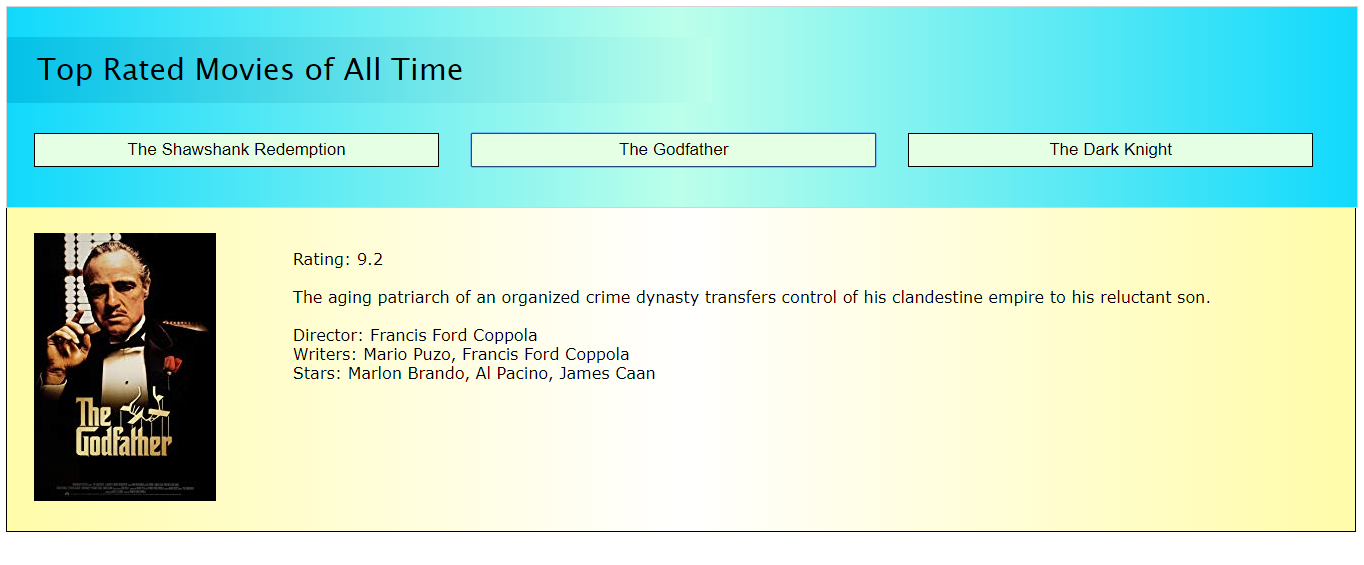 Top Rated Movies of All Time
The Shawshank Redemption
The Godfather
The Dark Knight
Rating: 9.2
The aging patriarch of an organized crime dynasty transfers control of his clandestine empire to his reluctant son.
Director: Francis Ford Coppola
Writers: Mario Puzo, Francis Ford Coppola
Stars: Marlon Brando, Al Pacino, James Caan
The
Godfather